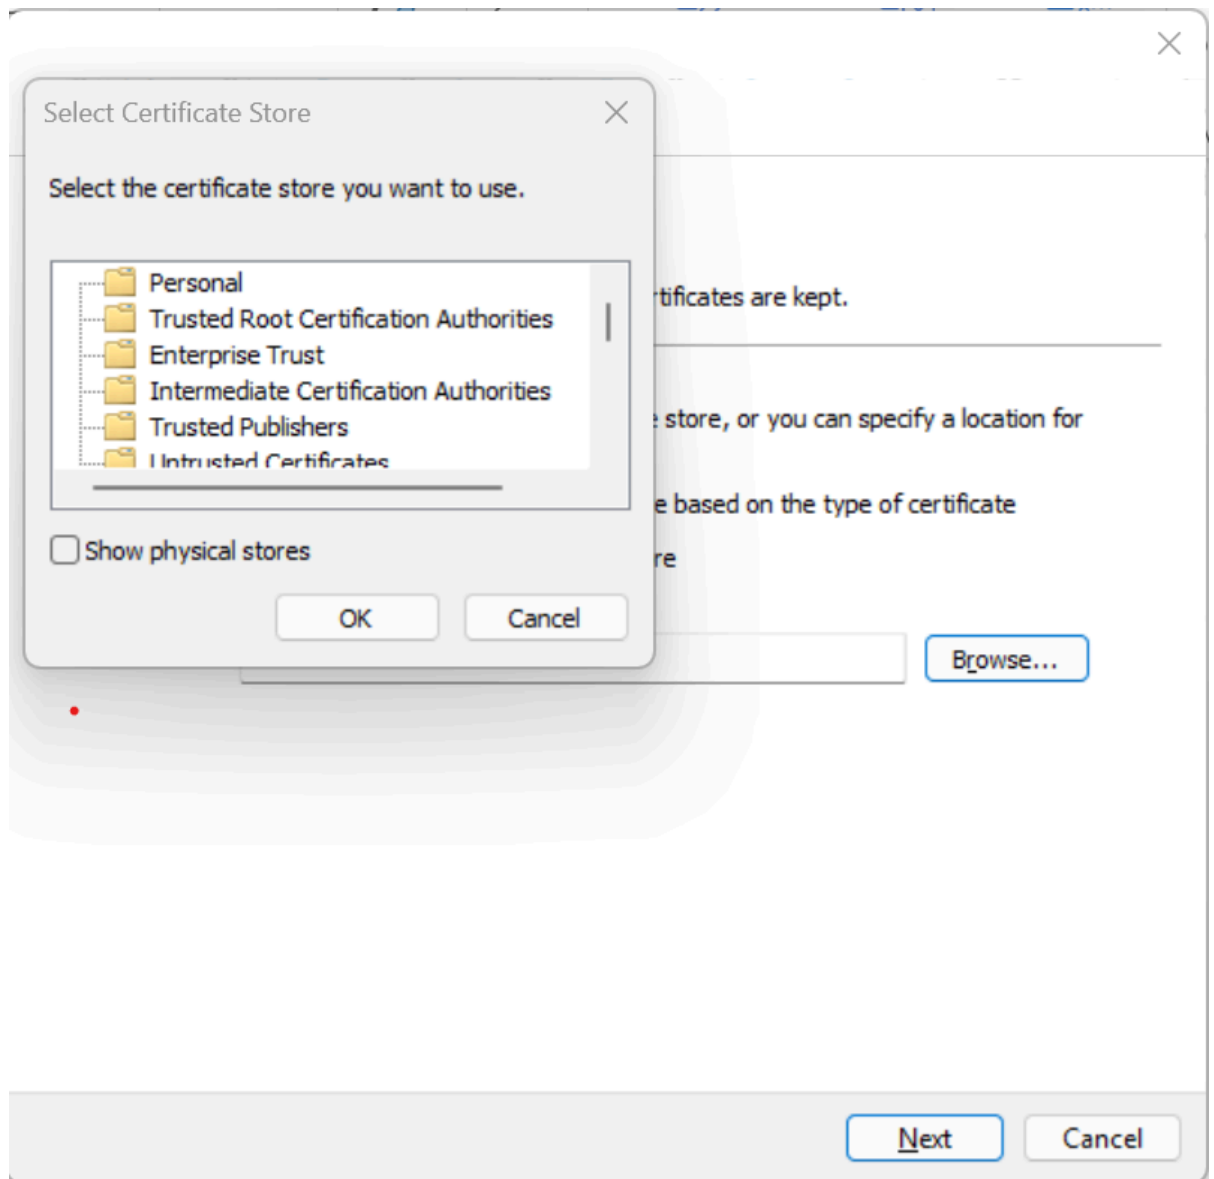 Select Certificate Store
Select the certificate store you want to use.
Personal
Trusted Root Certification Authorities
Enterprise Trust
Intermediate Certification Authorities
Trusted Publishers
Untrusted Certificates
Show physical stores
OK
Cancel
tificates are kept.
store, or you can specify a location for
e based on the type of certificate
re
Browse...
Next
Cancel